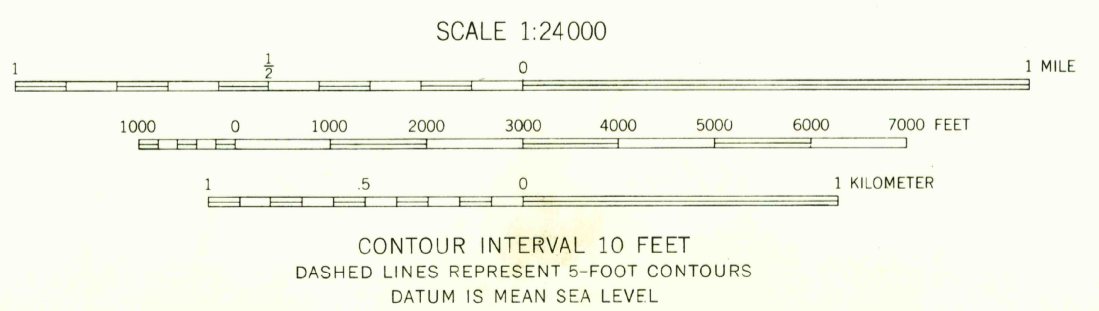 SCALE 1:24000
1 ½ 0 1 MILE
1000 0 1000 2000 3000 4000 5000 6000 7000 FEET
1 .5 0 1 KILOMETER
CONTOUR INTERVAL 10 FEET
DASHED LINES REPRESENT 5-FOOT CONTOURS
DATUM IS MEAN SEA LEVEL